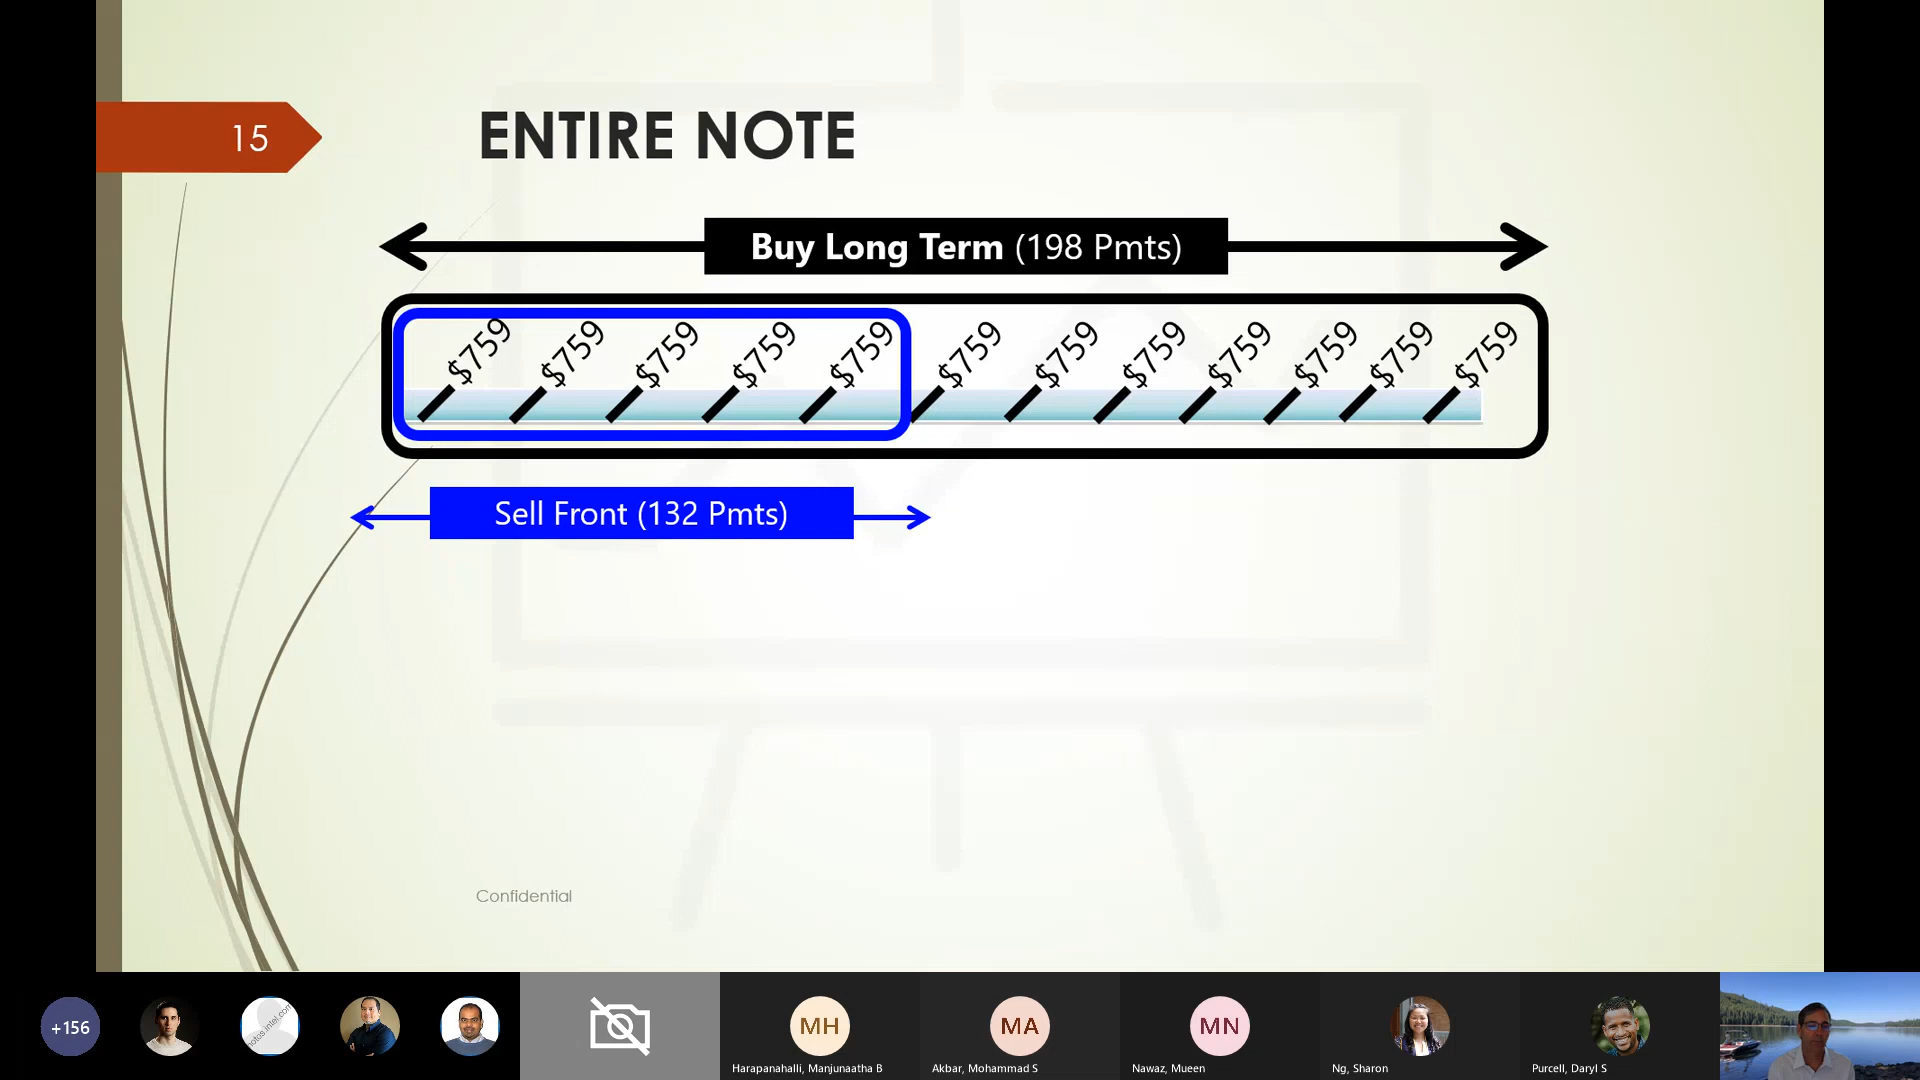 15
ENTIRE NOTE
Buy Long Term (198 Pmts)
$759 $759 $759 $759 $759 $759 $759 $759 $759 $759 $759 $759
Sell Front (132 Pmts)
Confidential
+156
MH
MA
MN
Harapanahalli, Manjunaatha B
Akbar, Mohammad S
Nawaz, Mueen
Ng, Sharon
Purcell, Daryl S